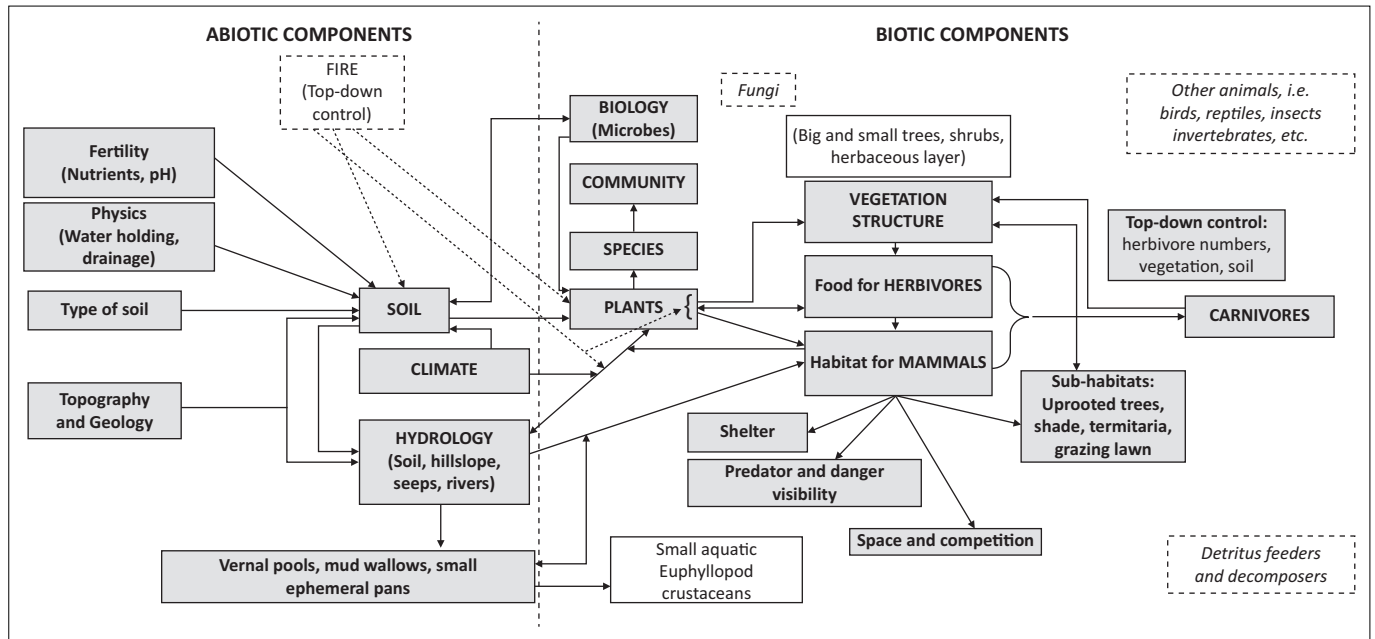 ABIOTIC COMPONENTS
BIOTIC COMPONENTS
FIRE
(Top-down
control)
Fungi
Other animals, i.e.
birds, reptiles, insects
invertebrates, etc.
BIOLOGY
(Microbes)
Fertility
(Nutrients, pH)
(Big and small trees, shrubs,
herbaceous layer)
COMMUNITY
VEGETATION
STRUCTURE
Physics
(Water holding,
drainage)
Top-down control:
herbivore numbers,
vegetation, soil
SPECIES
Food for HERBIVORES
Type of soil
SOIL
PLANTS
{
CARNIVORES
CLIMATE
Habitat for MAMMALS
Topography
and Geology
Sub-habitats:
Uprooted trees,
shade, termitaria,
grazing lawn
HYDROLOGY
(Soil, hillslope,
seeps, rivers)
Shelter
Predator and danger
visibility
Space and competition
Vernal pools, mud wallows, small
ephemeral pans
Small aquatic
Euphyllopod
crustaceans
Detritus feeders
and decomposers